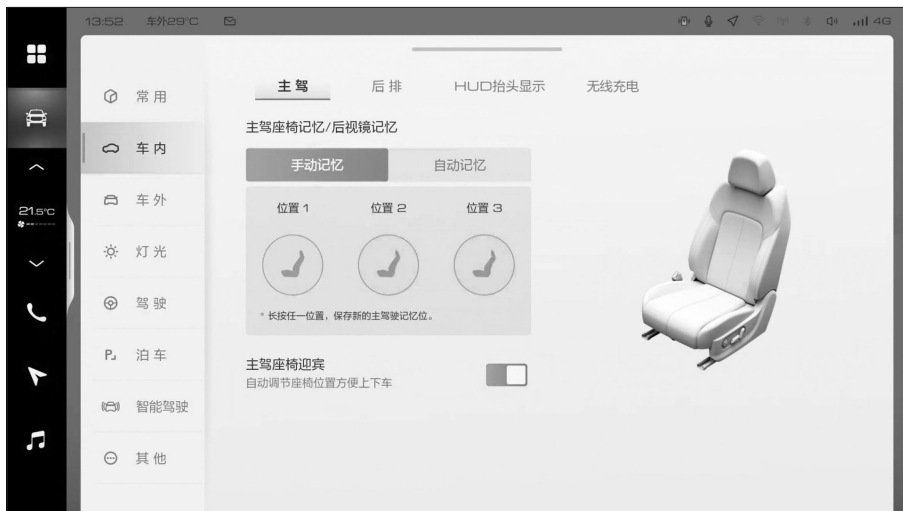 13:52 车外29°C 4G
21.5°C
常用
车内
车外
灯光
驾驶
P 泊车
智能驾驶
其他
主驾 后排 HUD抬头显示 无线充电
主驾座椅记忆/后视镜记忆
手动记忆 自动记忆
位置1 位置2 位置3
*长按任一位置，保存新的主驾驶记忆位。
主驾座椅迎宾
自动调节座椅位置方便上下车